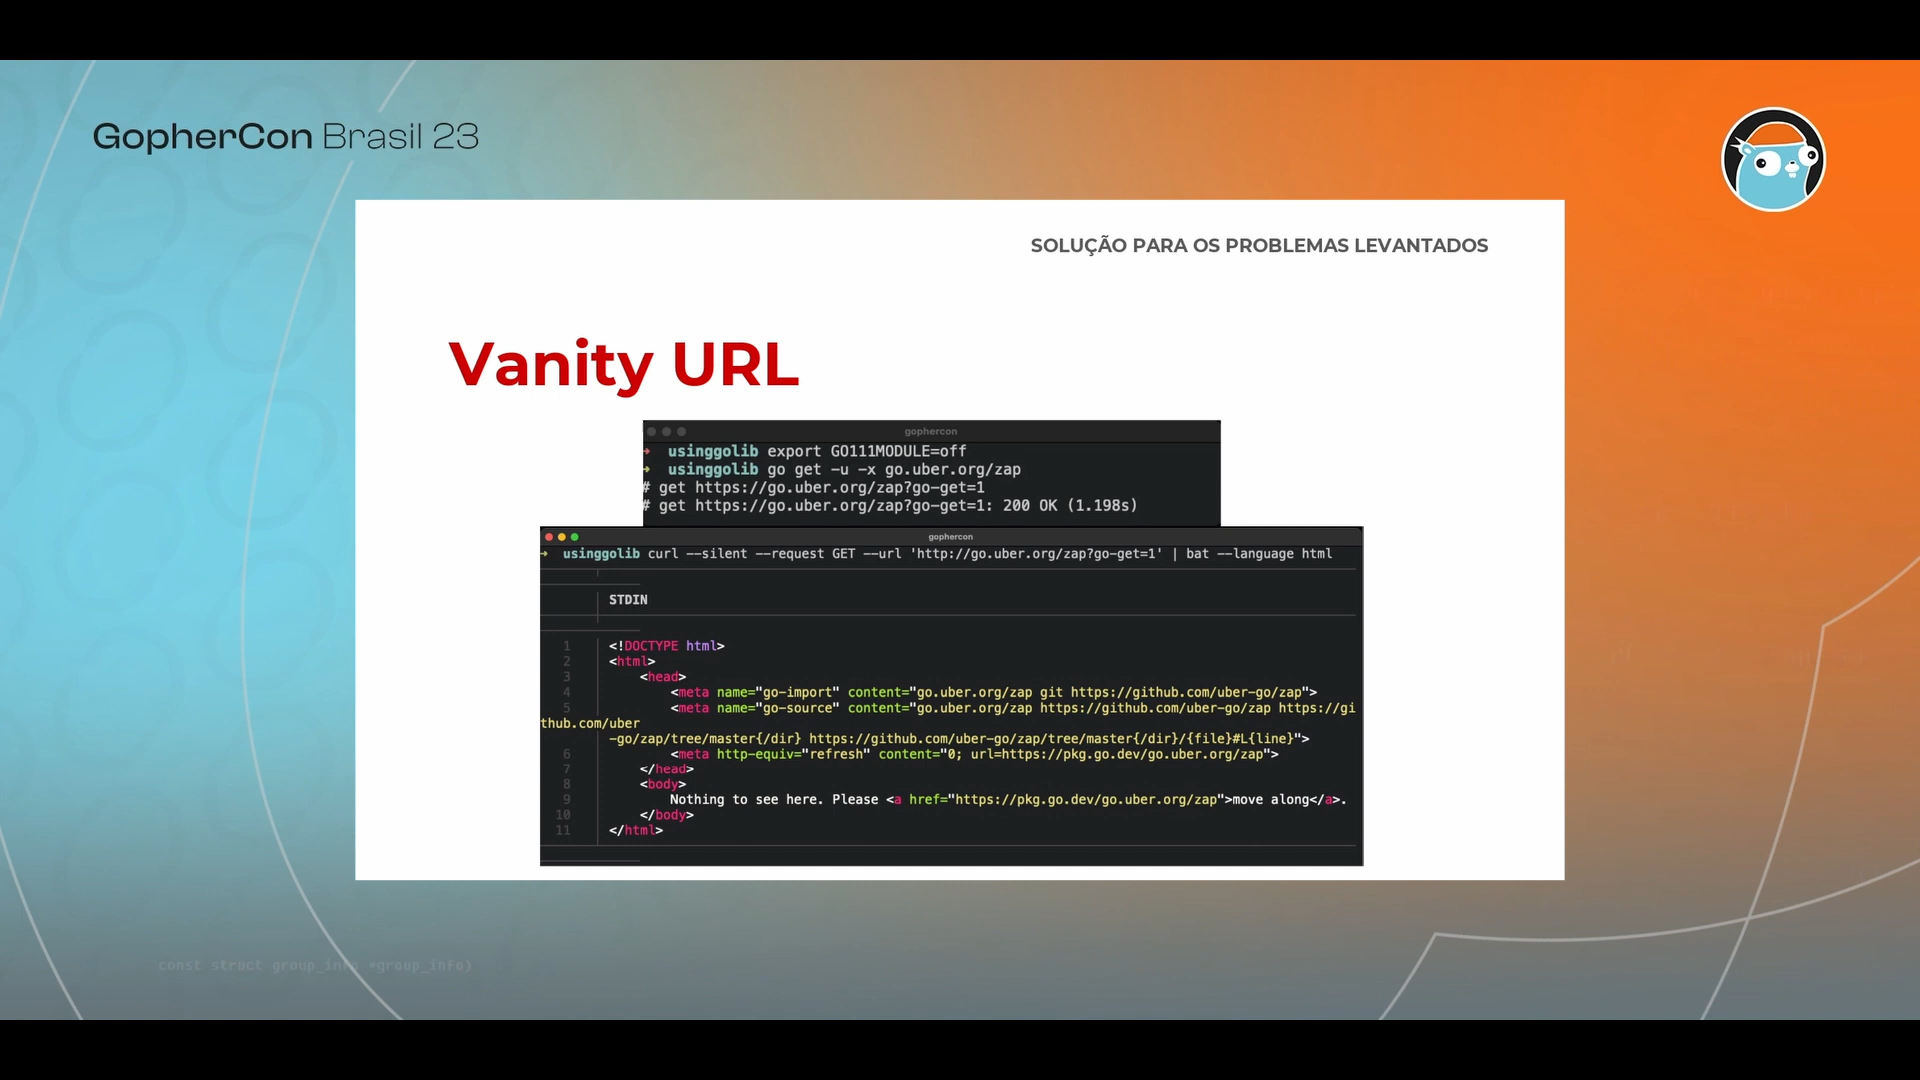 GopherCon Brasil 23
SOLUÇÃO PARA OS PROBLEMAS LEVANTADOS
Vanity URL
gophercon
➜ usinggolib export GO111MODULE=off
➜ usinggolib go get -u -x go.uber.org/zap
# get https://go.uber.org/zap?go-get=1
# get https://go.uber.org/zap?go-get=1: 200 OK (1.198s)
gophercon
➜ usinggolib curl --silent --request GET --url 'http://go.uber.org/zap?go-get=1' | bat --language html
STDIN
1 <!DOCTYPE html>
2 <html>
3 <head>
4 <meta name="go-import" content="go.uber.org/zap git https://github.com/uber-go/zap">
5 <meta name="go-source" content="go.uber.org/zap https://github.com/uber-go/zap https://gi
thub.com/uber
-go/zap/tree/master{/dir} https://github.com/uber-go/zap/tree/master{/dir}/{file}#L{line}">
6 <meta http-equiv="refresh" content="0; url=https://pkg.go.dev/go.uber.org/zap">
7 </head>
8 <body>
9 Nothing to see here. Please <a href="https://pkg.go.dev/go.uber.org/zap">move along</a>.
10 </body>
11 </html>
const struct group_info *group_info)